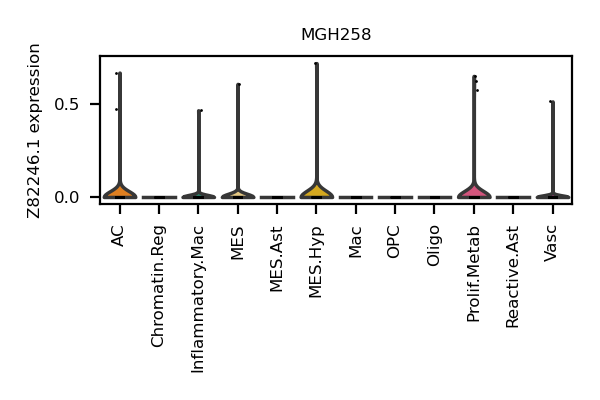 MGH258
Z82246.1 expression
0.5
0.0
AC
Chromatin.Reg
Inflammatory.Mac
MES
MES.Ast
MES.Hyp
Mac
OPC
Oligo
Prolif.Metab
Reactive.Ast
Vasc